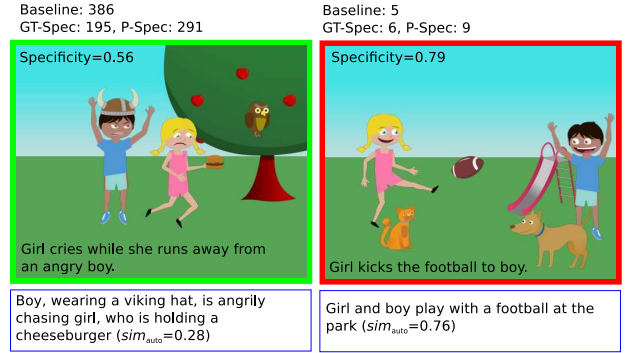 Baseline: 386
GT-Spec: 195, P-Spec: 291
Specificity=0.56
Girl cries while she runs away from
an angry boy.
Boy, wearing a viking hat, is angrily
chasing girl, who is holding a
cheeseburger (sim_auto=0.28)
Baseline: 5
GT-Spec: 6, P-Spec: 9
Specificity=0.79
Girl kicks the football to boy.
Girl and boy play with a football at the
park (sim_auto=0.76)